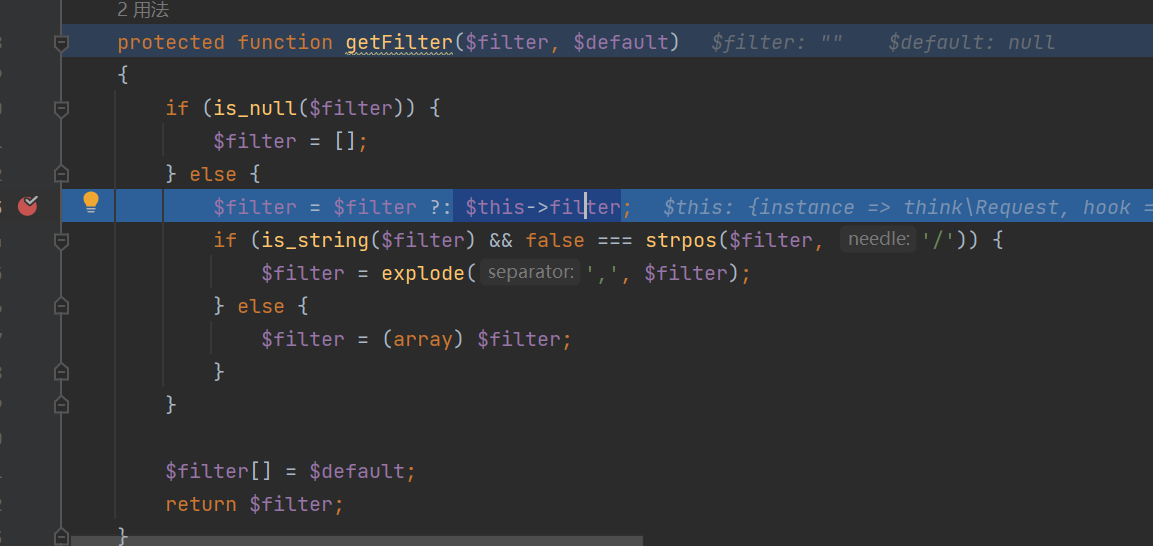 2 用法
protected function getFilter($filter, $default)   $filter: ""   $default: null
{
if (is_null($filter)) {
$filter = [];
} else {
$filter = $filter ?: $this->filter;   $this: {instance => think\Request, hook =
if (is_string($filter) && false === strpos($filter, needle: '/')) {
$filter = explode(separator: ',', $filter);
} else {
$filter = (array) $filter;
}
}
$filter[] = $default;
return $filter;
}